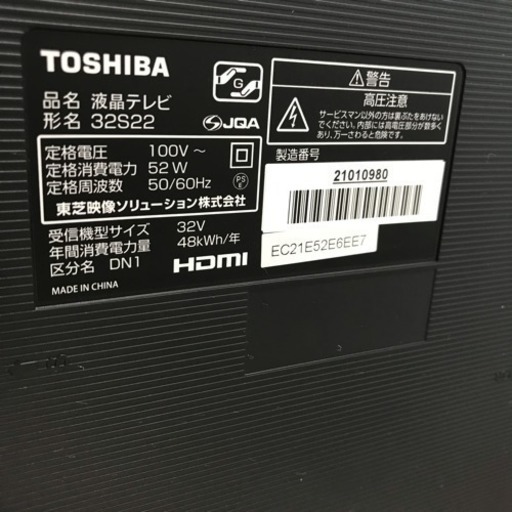 TOSHIBA
品名 液晶テレビ
形名 32S22
G
JQA
定格電圧 100V～
定格消費電力 52W
定格周波数 50/60Hz
PS
E
東芝映像ソリューション株式会社
受信機型サイズ 32V
年間消費電力量 48kWh/年
区分名 DN1
HDMI
MADE IN CHINA
警告
高圧注意
サービスマン以外の方は裏ぶたをあけない
でください。内部には高電圧部分が数多く
あり、万一さわると危険です。
製造番号
21010980
EC21E52E6EE7